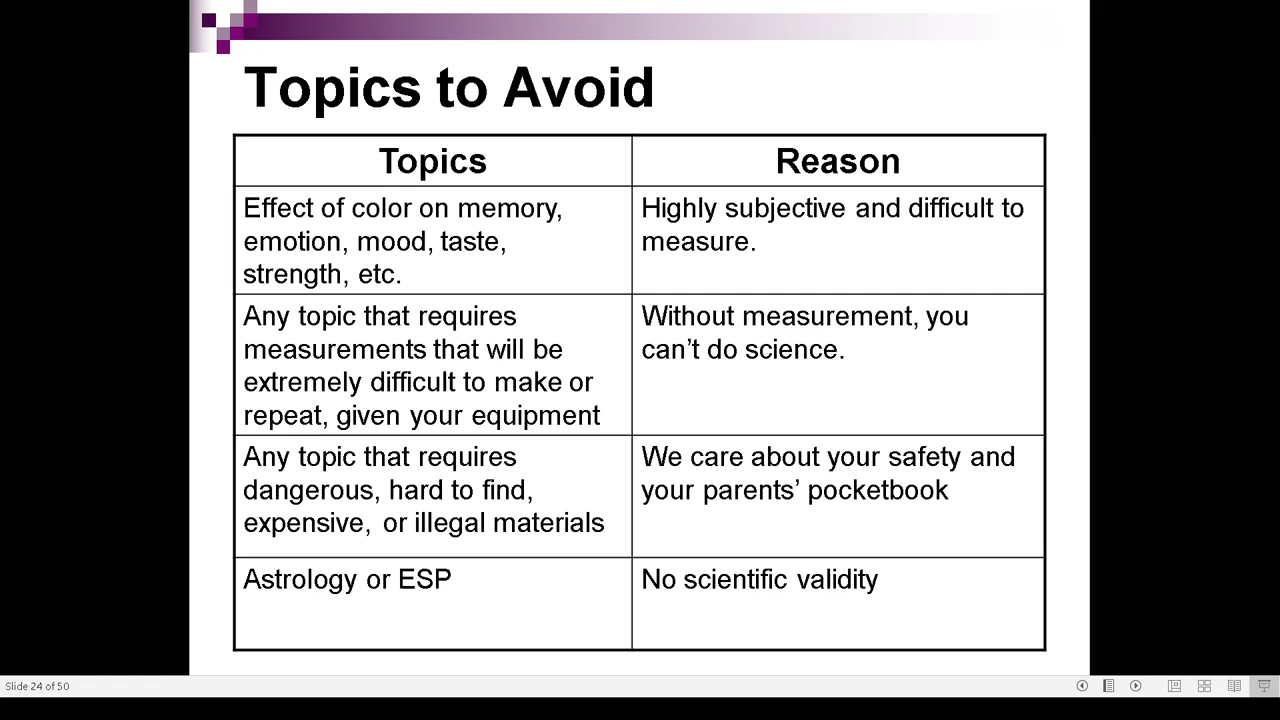 Topics to Avoid
Topics
Reason
Effect of color on memory,
emotion, mood, taste,
strength, etc.
Highly subjective and difficult to
measure.
Any topic that requires
measurements that will be
extremely difficult to make or
repeat, given your equipment
Without measurement, you
can’t do science.
Any topic that requires
dangerous, hard to find,
expensive, or illegal materials
We care about your safety and
your parents’ pocketbook
Astrology or ESP
No scientific validity
Slide 24 of 50